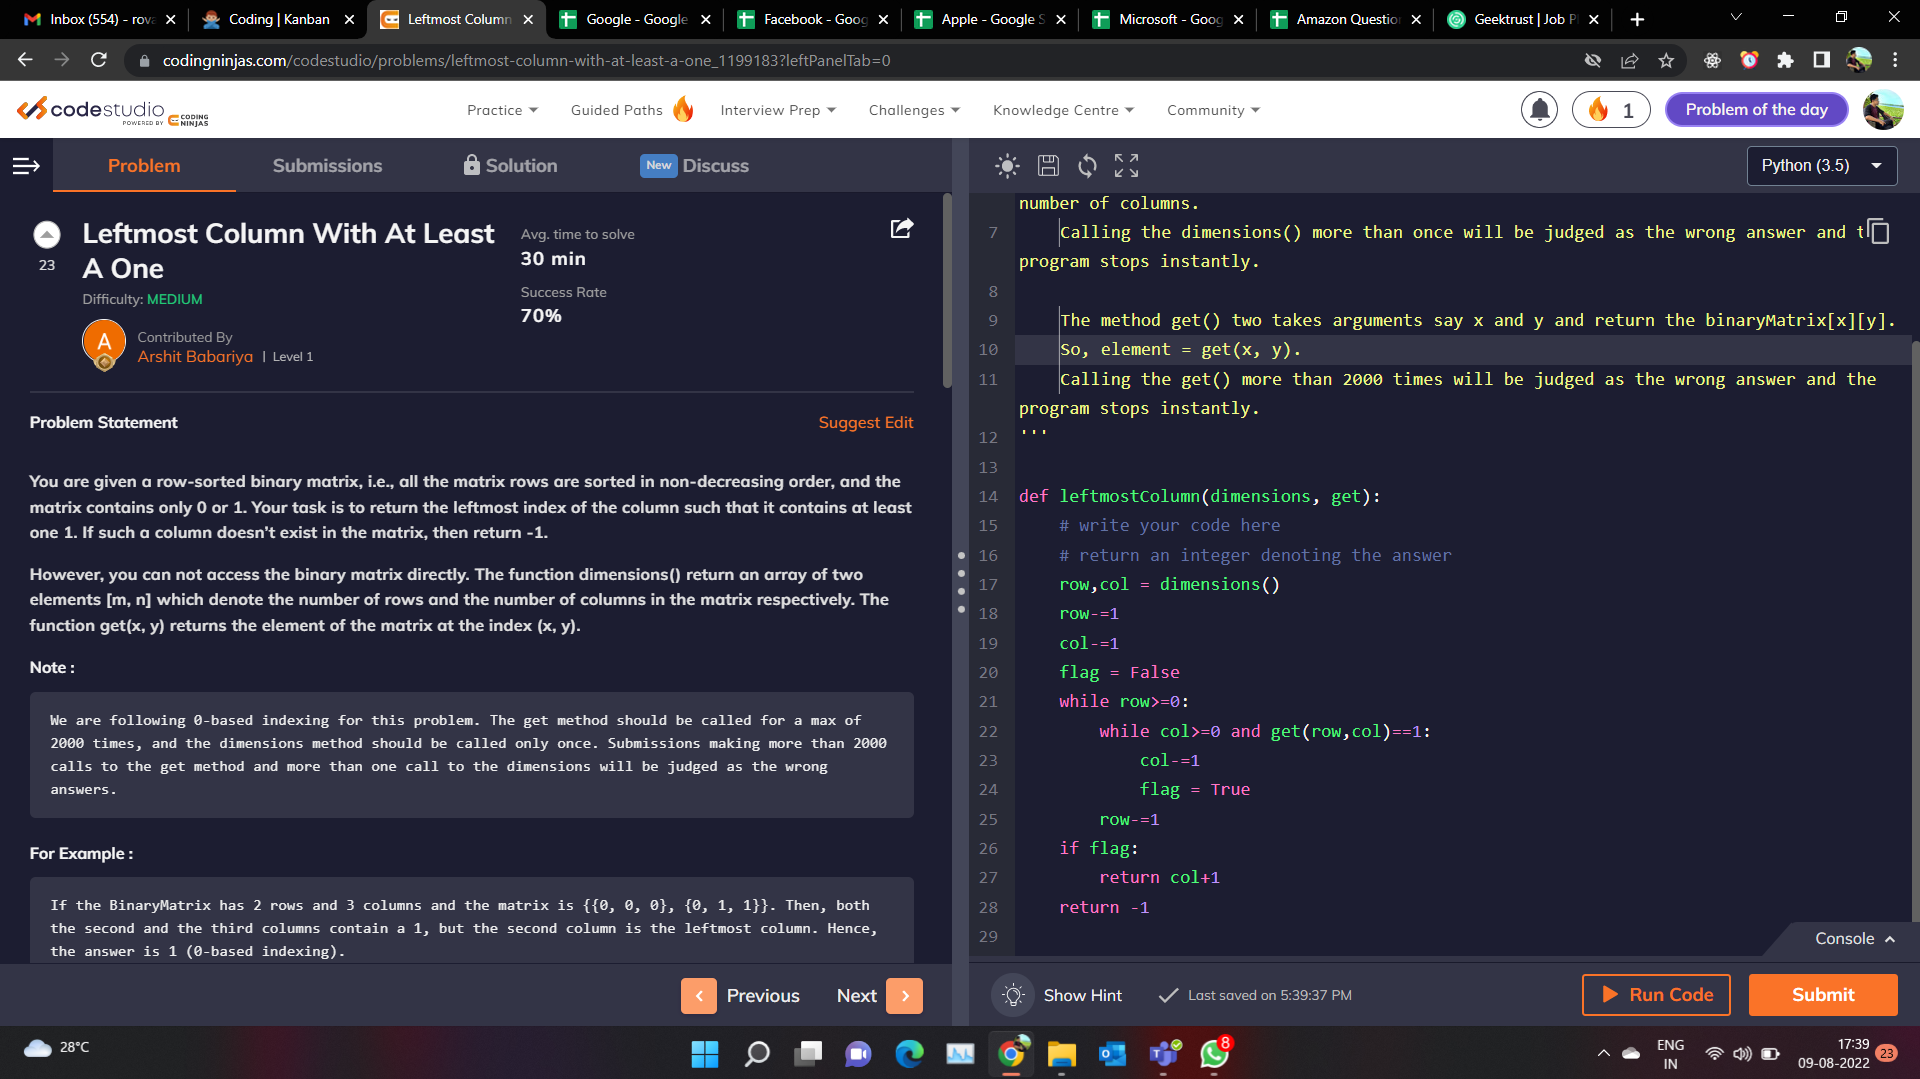 Inbox (554) - rova
Coding | Kanban
Leftmost Column
Google - Google
Facebook - Goog
Apple - Google S
Microsoft - Goog
Amazon Questio
Geektrust | Job P
codingninjas.com/codestudio/problems/leftmost-column-with-at-least-a-one_1199183?leftPanelTab=0
codestudio
POWERED BY CODING NINJAS
Practice
Guided Paths
Interview Prep
Challenges
Knowledge Centre
Community
1
Problem of the day
Problem
Submissions
Solution
New Discuss
Python (3.5)
23
Leftmost Column With At Least
A One
Difficulty: MEDIUM
A
Contributed By
Arshit Babariya | Level 1
Avg. time to solve
30 min
Success Rate
70%
Problem Statement
Suggest Edit
You are given a row-sorted binary matrix, i.e., all the matrix rows are sorted in non-decreasing order, and the
matrix contains only 0 or 1. Your task is to return the leftmost index of the column such that it contains at least
one 1. If such a column doesn't exist in the matrix, then return -1.
However, you can not access the binary matrix directly. The function dimensions() return an array of two
elements [m, n] which denote the number of rows and the number of columns in the matrix respectively. The
function get(x, y) returns the element of the matrix at the index (x, y).
Note :
We are following 0-based indexing for this problem. The get method should be called for a max of
2000 times, and the dimensions method should be called only once. Submissions making more than 2000
calls to the get method and more than one call to the dimensions will be judged as the wrong
answers.
For Example :
If the BinaryMatrix has 2 rows and 3 columns and the matrix is {{0, 0, 0}, {0, 1, 1}}. Then, both
the second and the third columns contain a 1, but the second column is the leftmost column. Hence,
the answer is 1 (0-based indexing).
Previous
Next
number of columns.
7 Calling the dimensions() more than once will be judged as the wrong answer and t
program stops instantly.
8
9 The method get() two takes arguments say x and y and return the binaryMatrix[x][y].
10 So, element = get(x, y).
11 Calling the get() more than 2000 times will be judged as the wrong answer and the
program stops instantly.
12 '''
13
14 def leftmostColumn(dimensions, get):
15 # write your code here
16 # return an integer denoting the answer
17 row,col = dimensions()
18 row-=1
19 col-=1
20 flag = False
21 while row>=0:
22 while col>=0 and get(row,col)==1:
23 col-=1
24 flag = True
25 row-=1
26 if flag:
27 return col+1
28 return -1
29
Console
Show Hint
Last saved on 5:39:37 PM
Run Code
Submit
28°C
8
ENG
IN
17:39
09-08-2022
23